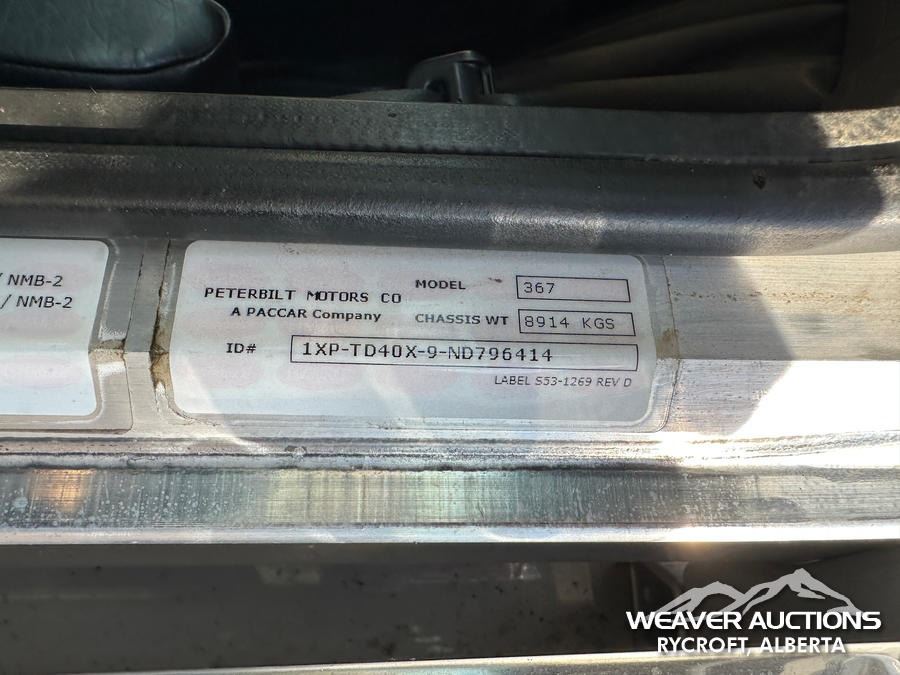 / NMB-2
/ NMB-2
PETERBILT MOTORS CO
A PACCAR Company
MODEL 367
CHASSIS WT 8914 KGS
ID# 1XP-TD40X-9-ND796414
LABEL S53-1269 REV D
WEAVER AUCTIONS
RYCROFT, ALBERTA